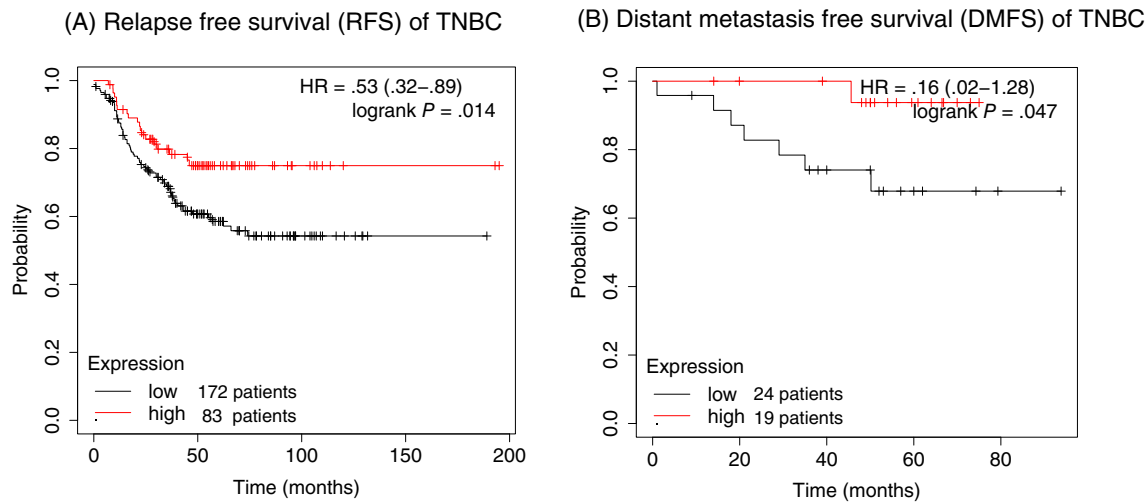 (A) Relapse free survival (RFS) of TNBC
HR = .53 (.32–.89)
logrank P = .014
Probability
1.0
0.8
0.6
0.4
0.2
0.0
Expression
low 172 patients
high 83 patients
0 50 100 150 200
Time (months)
(B) Distant metastasis free survival (DMFS) of TNBC
HR = .16 (.02–1.28)
logrank P = .047
Probability
1.0
0.8
0.6
0.4
0.2
0.0
Expression
low 24 patients
high 19 patients
0 20 40 60 80
Time (months)